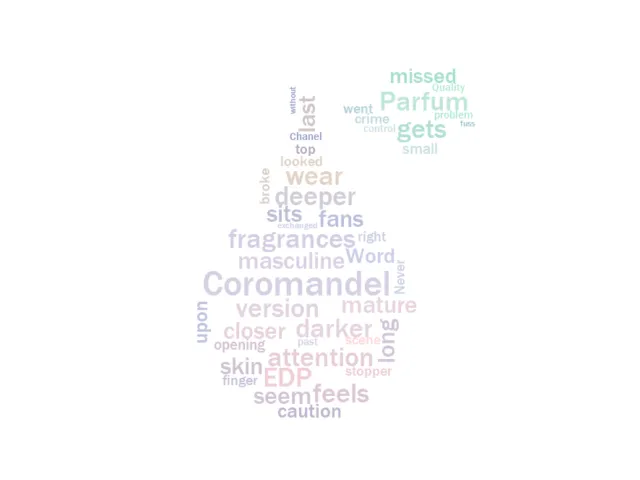 missed
Quality
without
last
Parfum
went
problem
crime
fuss
control
gets
Chanel
top
small
looked
broke
wear
deeper
sits
fans
exchanged
fragrances
right
Word
masculine
Never
Coromandel
version
mature
upon
closer
darker
long
opening
past
scene
attention
skin
EDP
stopper
finger
seem
feels
caution